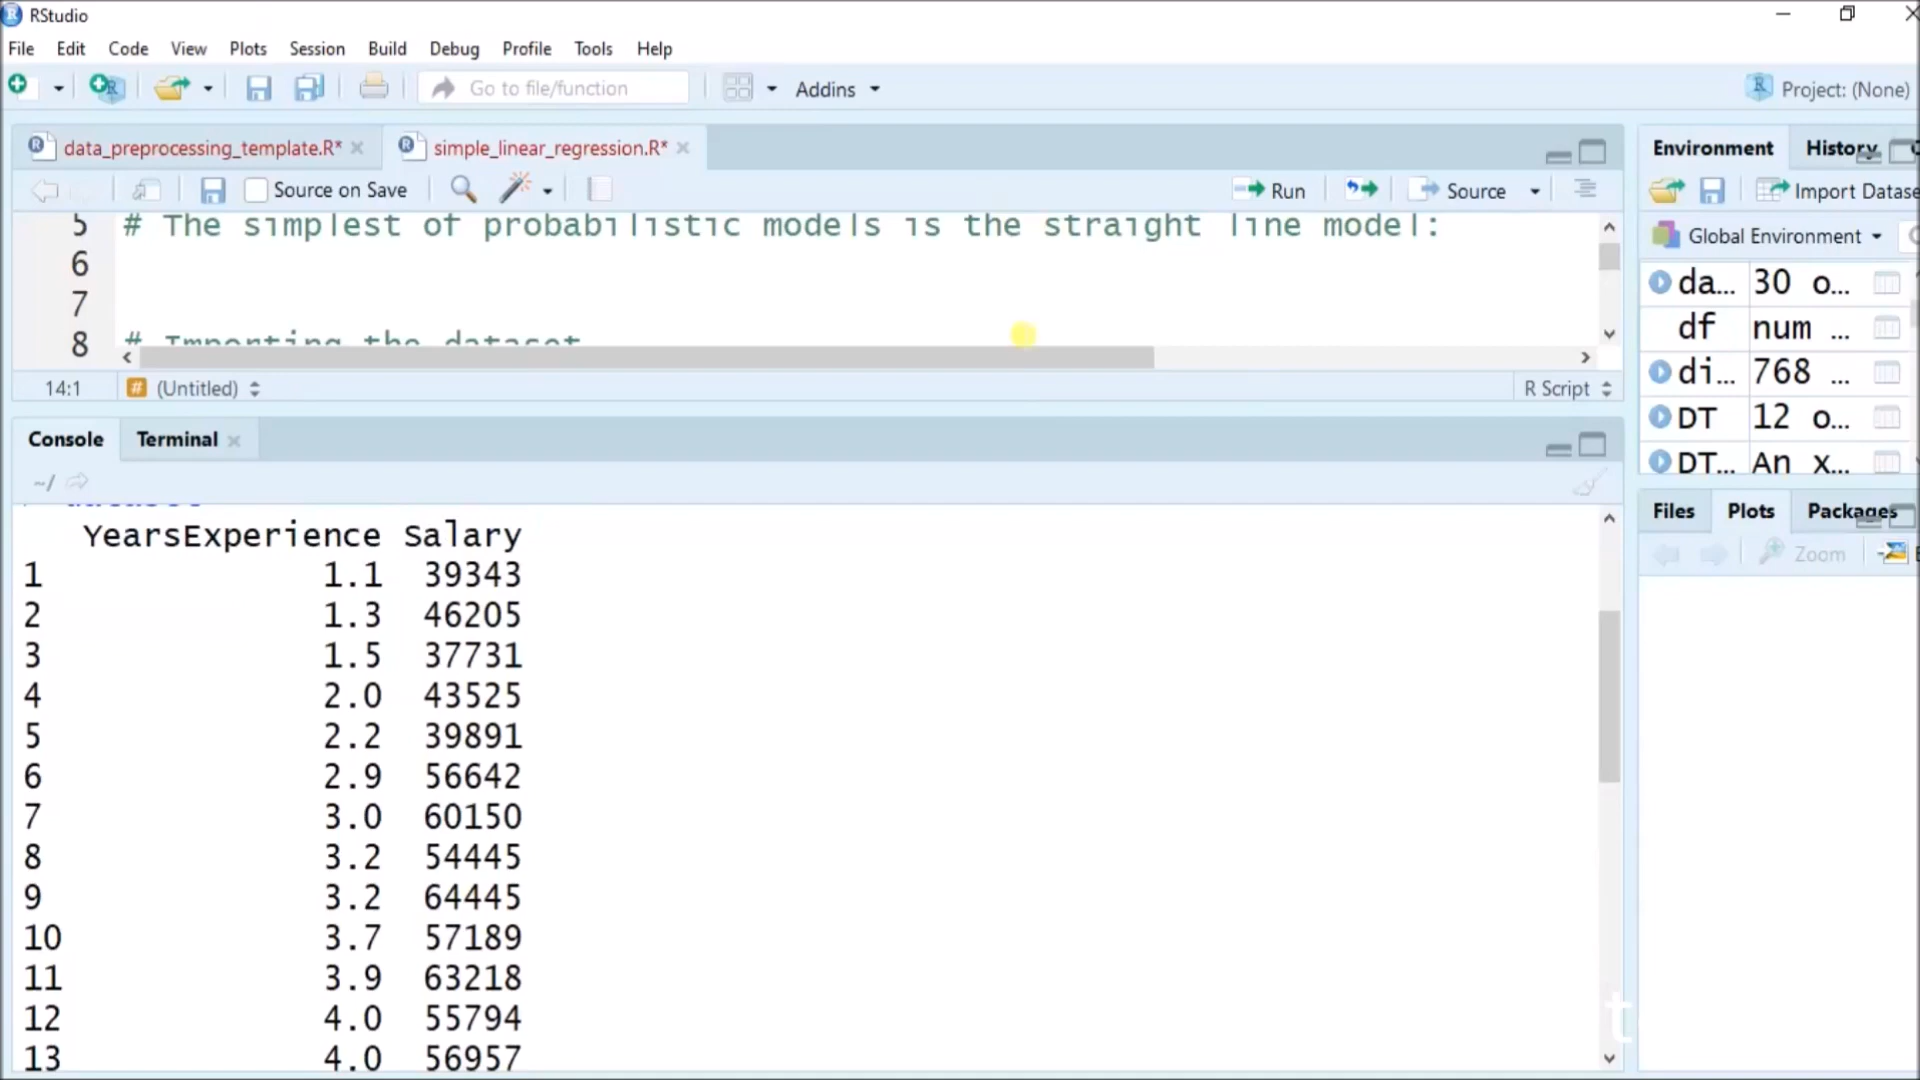 RStudio
File Edit Code View Plots Session Build Debug Profile Tools Help
Go to file/function Addins Project: (None)
data_preprocessing_template.R* simple_linear_regression.R*
Source on Save Run Source
5 # The simplest of probabilistic models is the straight line model:
6
7
8 # Importing the dataset
14:1 # (Untitled) R Script
Console Terminal
~/
YearsExperience Salary
1 1.1 39343
2 1.3 46205
3 1.5 37731
4 2.0 43525
5 2.2 39891
6 2.9 56642
7 3.0 60150
8 3.2 54445
9 3.2 64445
10 3.7 57189
11 3.9 63218
12 4.0 55794
13 4.0 56957
Environment History
Import Datase
Global Environment
da... 30 o...
df num ...
di... 768 ...
DT 12 o...
DT... An x...
Files Plots Packages
Zoom
t